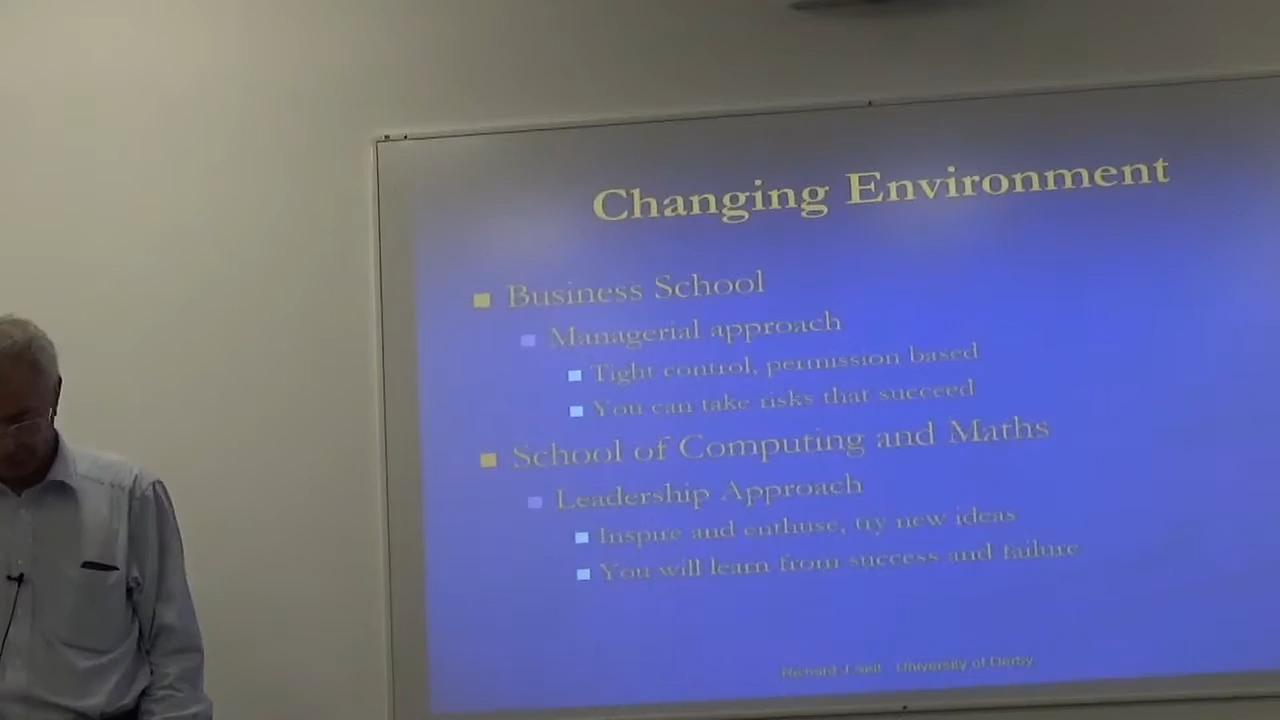 Changing Environment
Business School
Managerial approach
Tight control, permission based
You can take risks that succeed
School of Computing and Maths
Leadership Approach
Inspire and enthuse, try new ideas
You will learn from success and failure
Richard J Self University of Derby